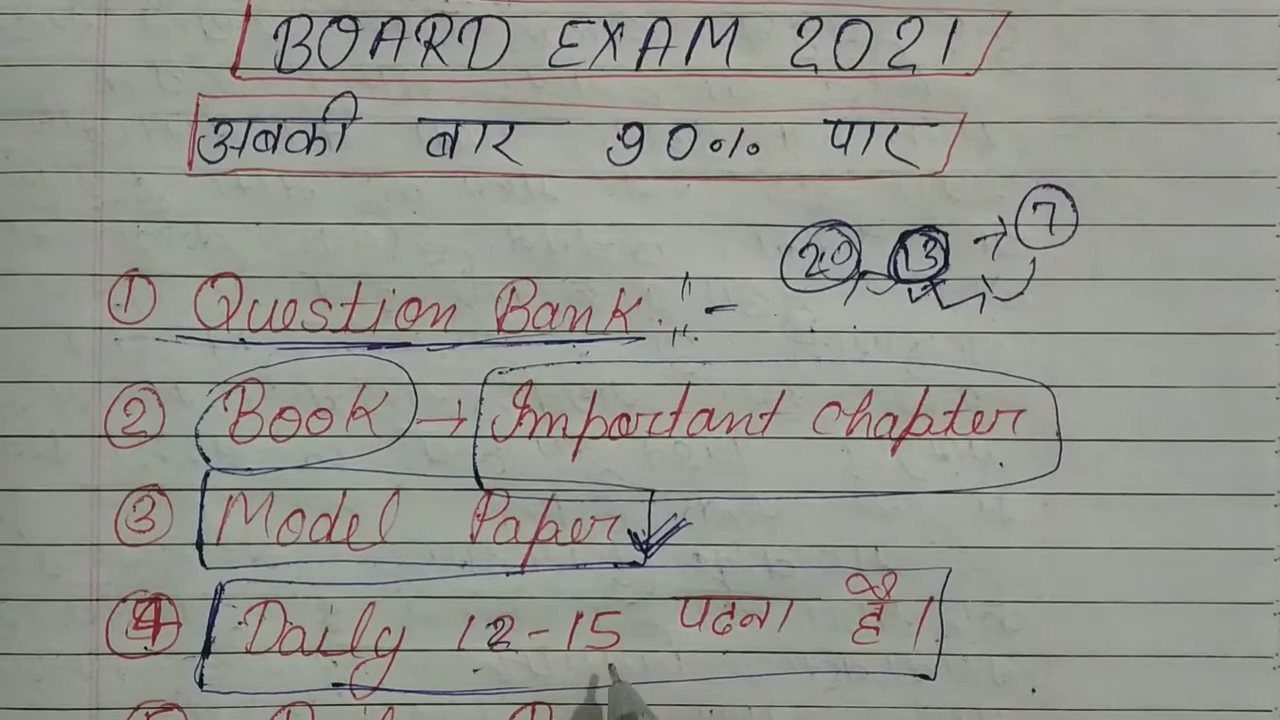 BOARD EXAM 2021
अबकी बार 90% पार
20 13 → 7
① Question Bank :-
② Book → Important chapter
③ Model Paper
④ Daily 12-15 पढना है।